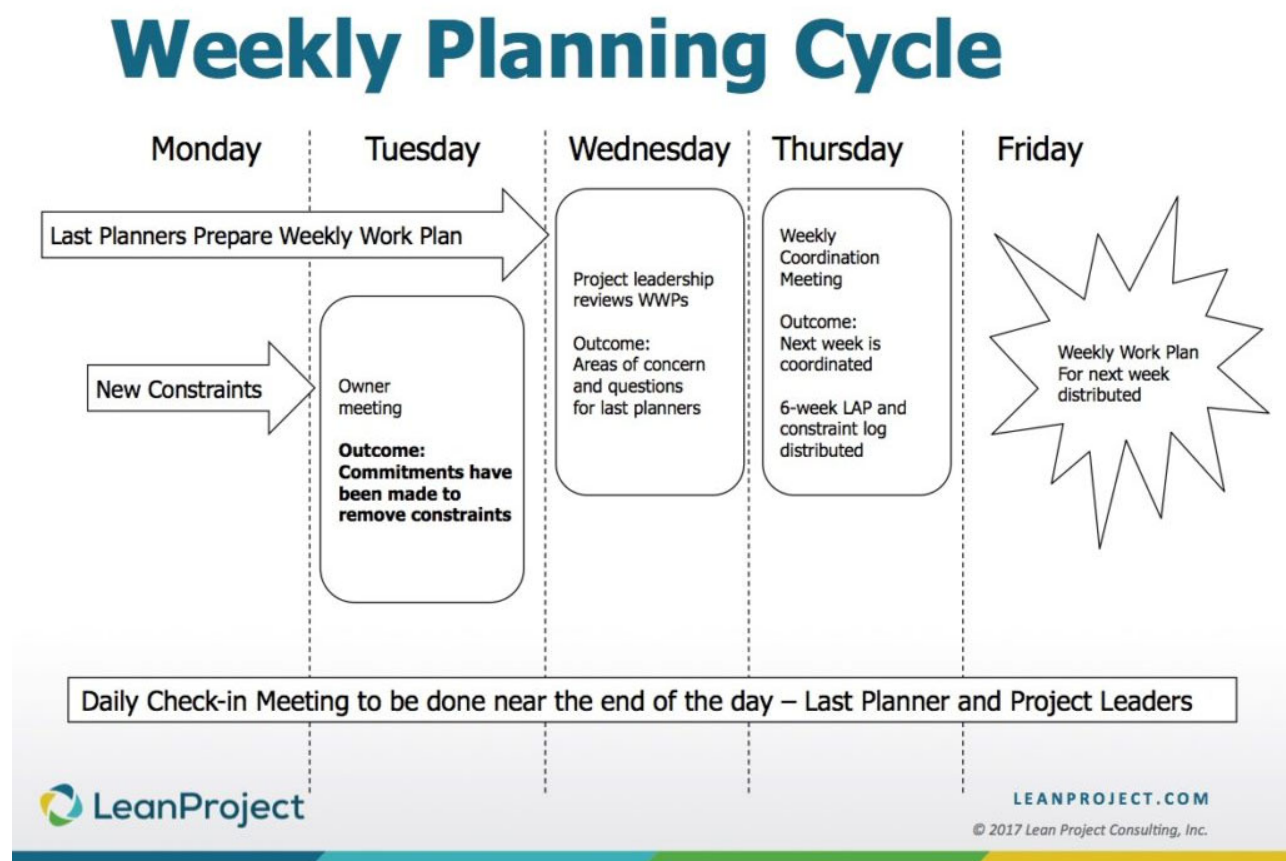 Weekly Planning Cycle
Monday
Tuesday
Wednesday
Thursday
Friday
Last Planners Prepare Weekly Work Plan
New Constraints
Owner
meeting
Outcome:
Commitments have
been made to
remove constraints
Project leadership
reviews WWPs
Outcome:
Areas of concern
and questions
for last planners
Weekly
Coordination
Meeting
Outcome:
Next week is
coordinated
6-week LAP and
constraint log
distributed
Weekly Work Plan
For next week
distributed
Daily Check-in Meeting to be done near the end of the day – Last Planner and Project Leaders
LeanProject
LEANPROJECT.COM
© 2017 Lean Project Consulting, Inc.